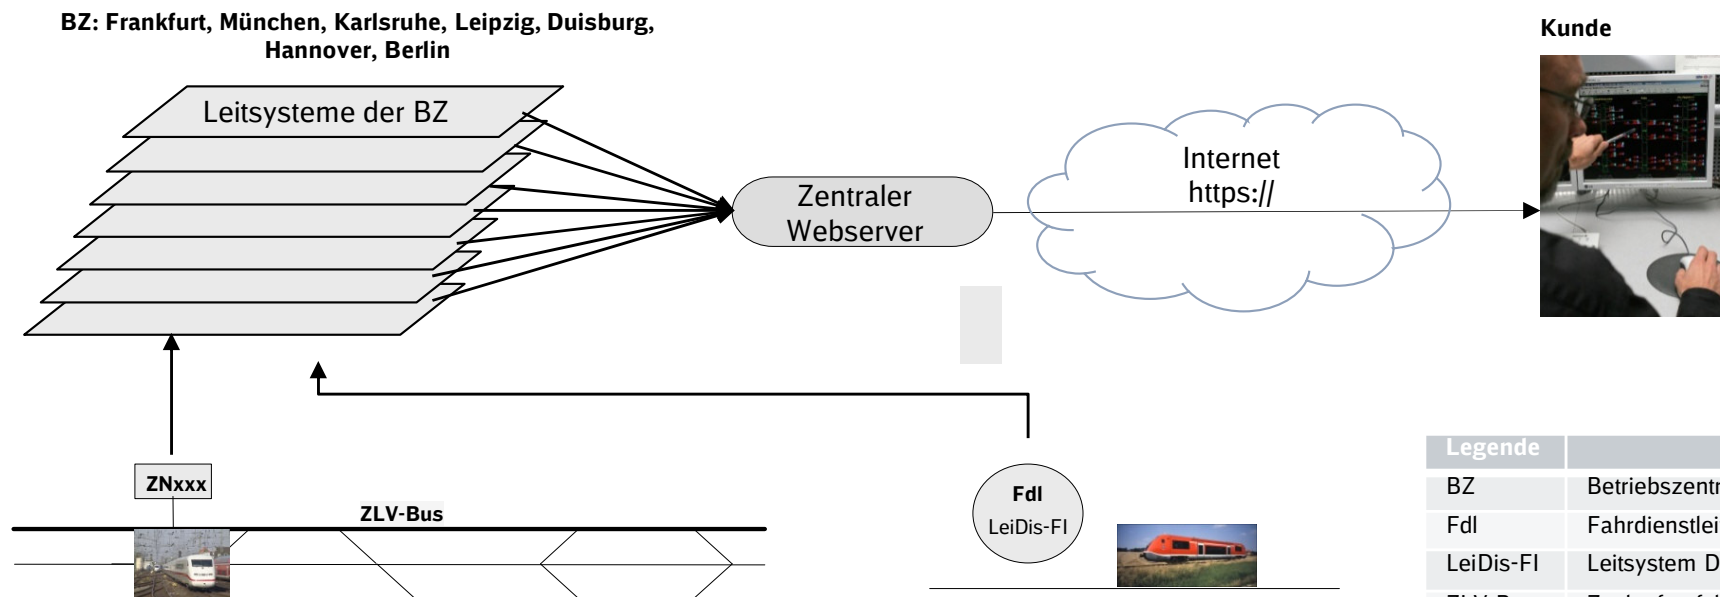 BZ: Frankfurt, München, Karlsruhe, Leipzig, Duisburg,
Hannover, Berlin
Kunde
Leitsysteme der BZ
Internet
https://
Zentraler
Webserver
ZNxxx
ZLV-Bus
Fdl
LeiDis-FI
Legende
BZ
Fdl
LeiDis-FI
Leitsystem